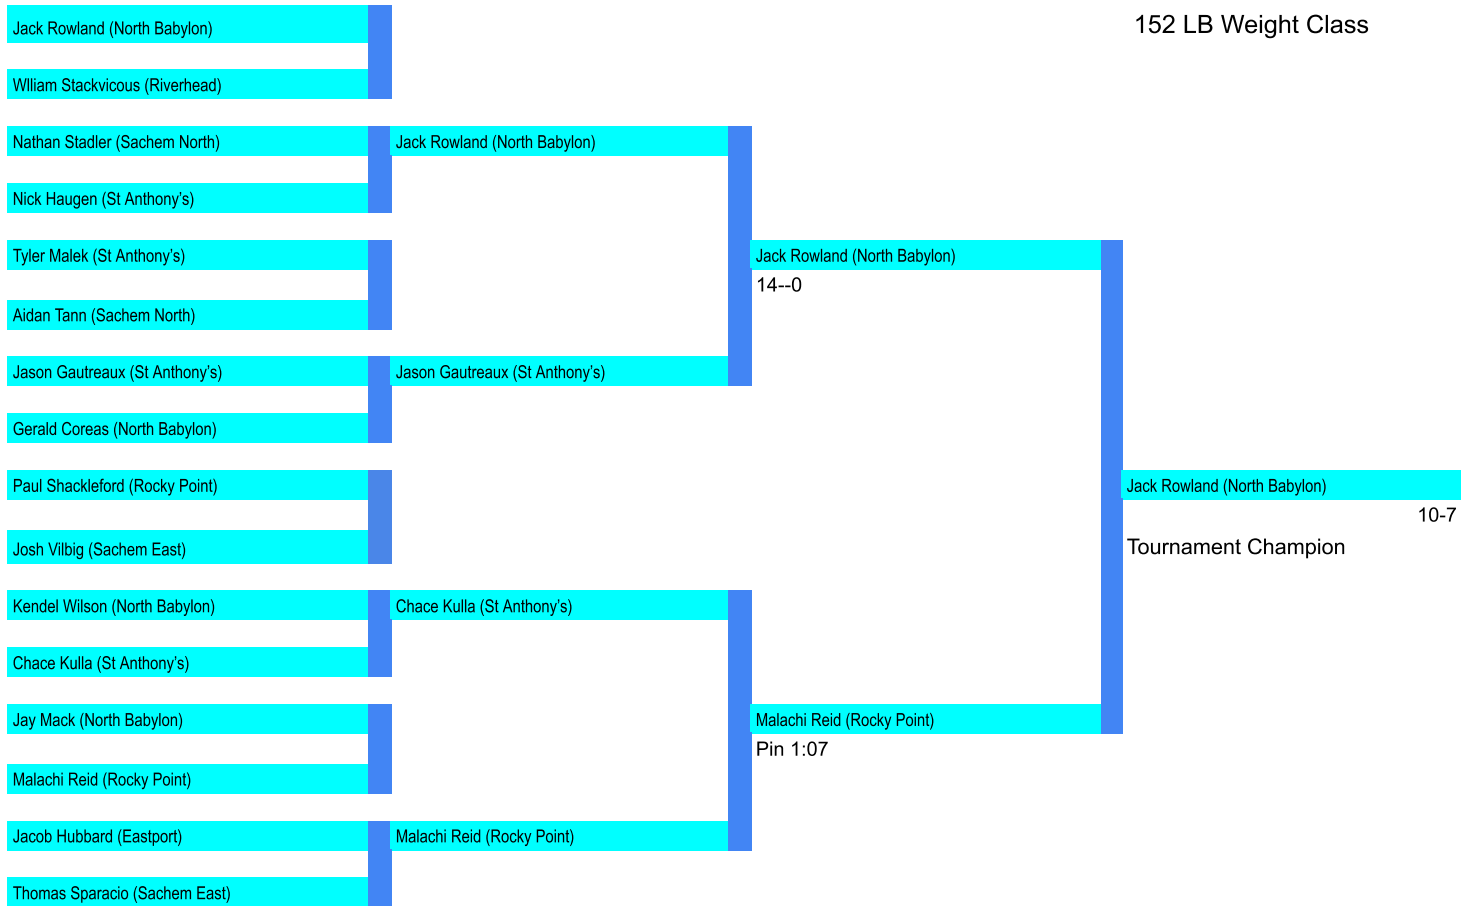 152 LB Weight Class
Jack Rowland (North Babylon)
Wlliam Stackvicous (Riverhead)
Nathan Stadler (Sachem North)
Nick Haugen (St Anthony's)
Tyler Malek (St Anthony's)
Aidan Tann (Sachem North)
Jason Gautreaux (St Anthony's)
Gerald Coreas (North Babylon)
Paul Shackleford (Rocky Point)
Josh Vilbig (Sachem East)
Kendel Wilson (North Babylon)
Chace Kulla (St Anthony's)
Jay Mack (North Babylon)
Malachi Reid (Rocky Point)
Jacob Hubbard (Eastport)
Thomas Sparacio (Sachem East)
Jack Rowland (North Babylon)
Jason Gautreaux (St Anthony's)
Chace Kulla (St Anthony's)
Malachi Reid (Rocky Point)
Jack Rowland (North Babylon)
14--0
Malachi Reid (Rocky Point)
Pin 1:07
Jack Rowland (North Babylon)
10-7
Tournament Champion